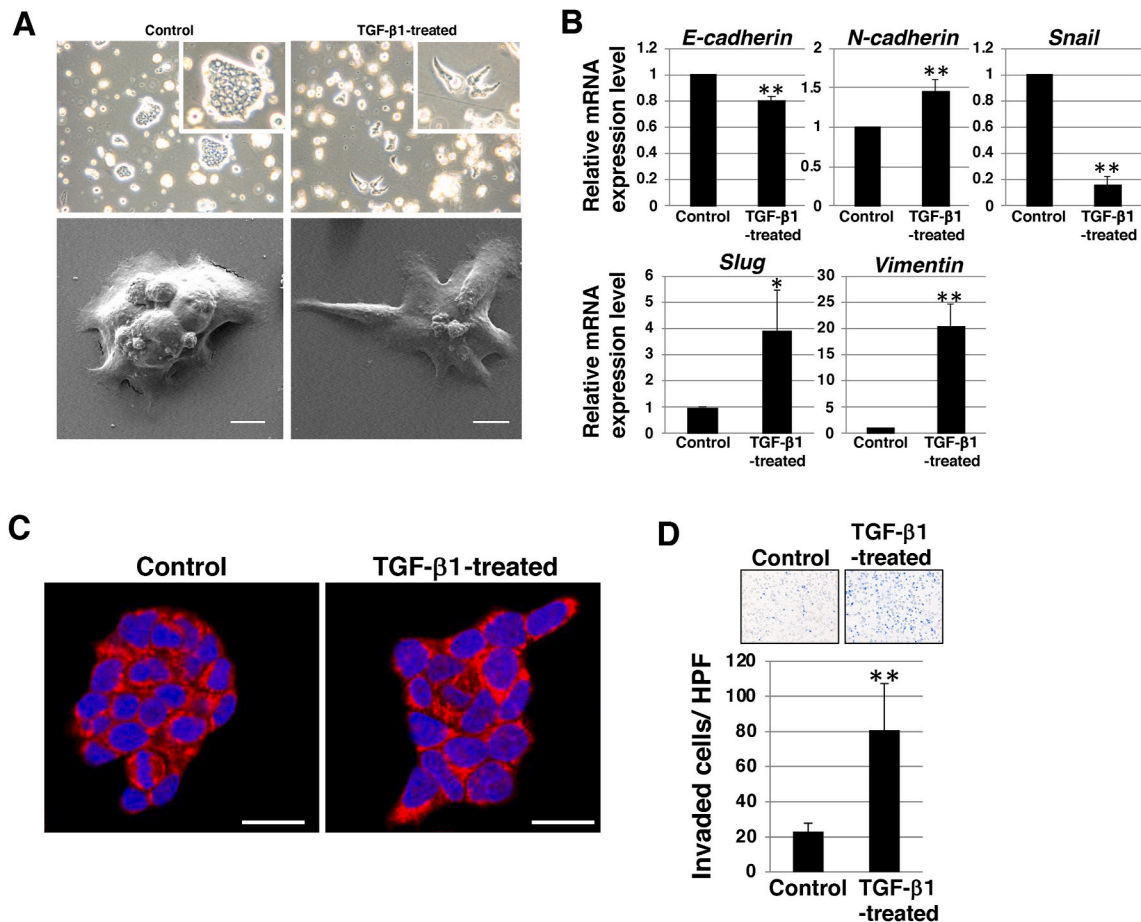 A
Control
TGF-β1-treated
B
E-cadherin
N-cadherin
Snail
Relative mRNA
expression level
1.2
1
0.8
0.6
0.4
0.2
0
**
Control
TGF-β1
-treated
2
1.5
1
0.5
0
**
Control
TGF-β1
-treated
1.2
1
0.8
0.6
0.4
0.2
0
**
Control
TGF-β1
-treated
Slug
Vimentin
Relative mRNA
expression level
6
5
4
3
2
1
0
*
Control
TGF-β1
-treated
30
25
20
15
10
5
0
**
Control
TGF-β1
-treated
C
Control
TGF-β1-treated
D
Control
TGF-β1
-treated
Invaded cells/ HPF
120
100
80
60
40
20
0
**
Control
TGF-β1
-treated